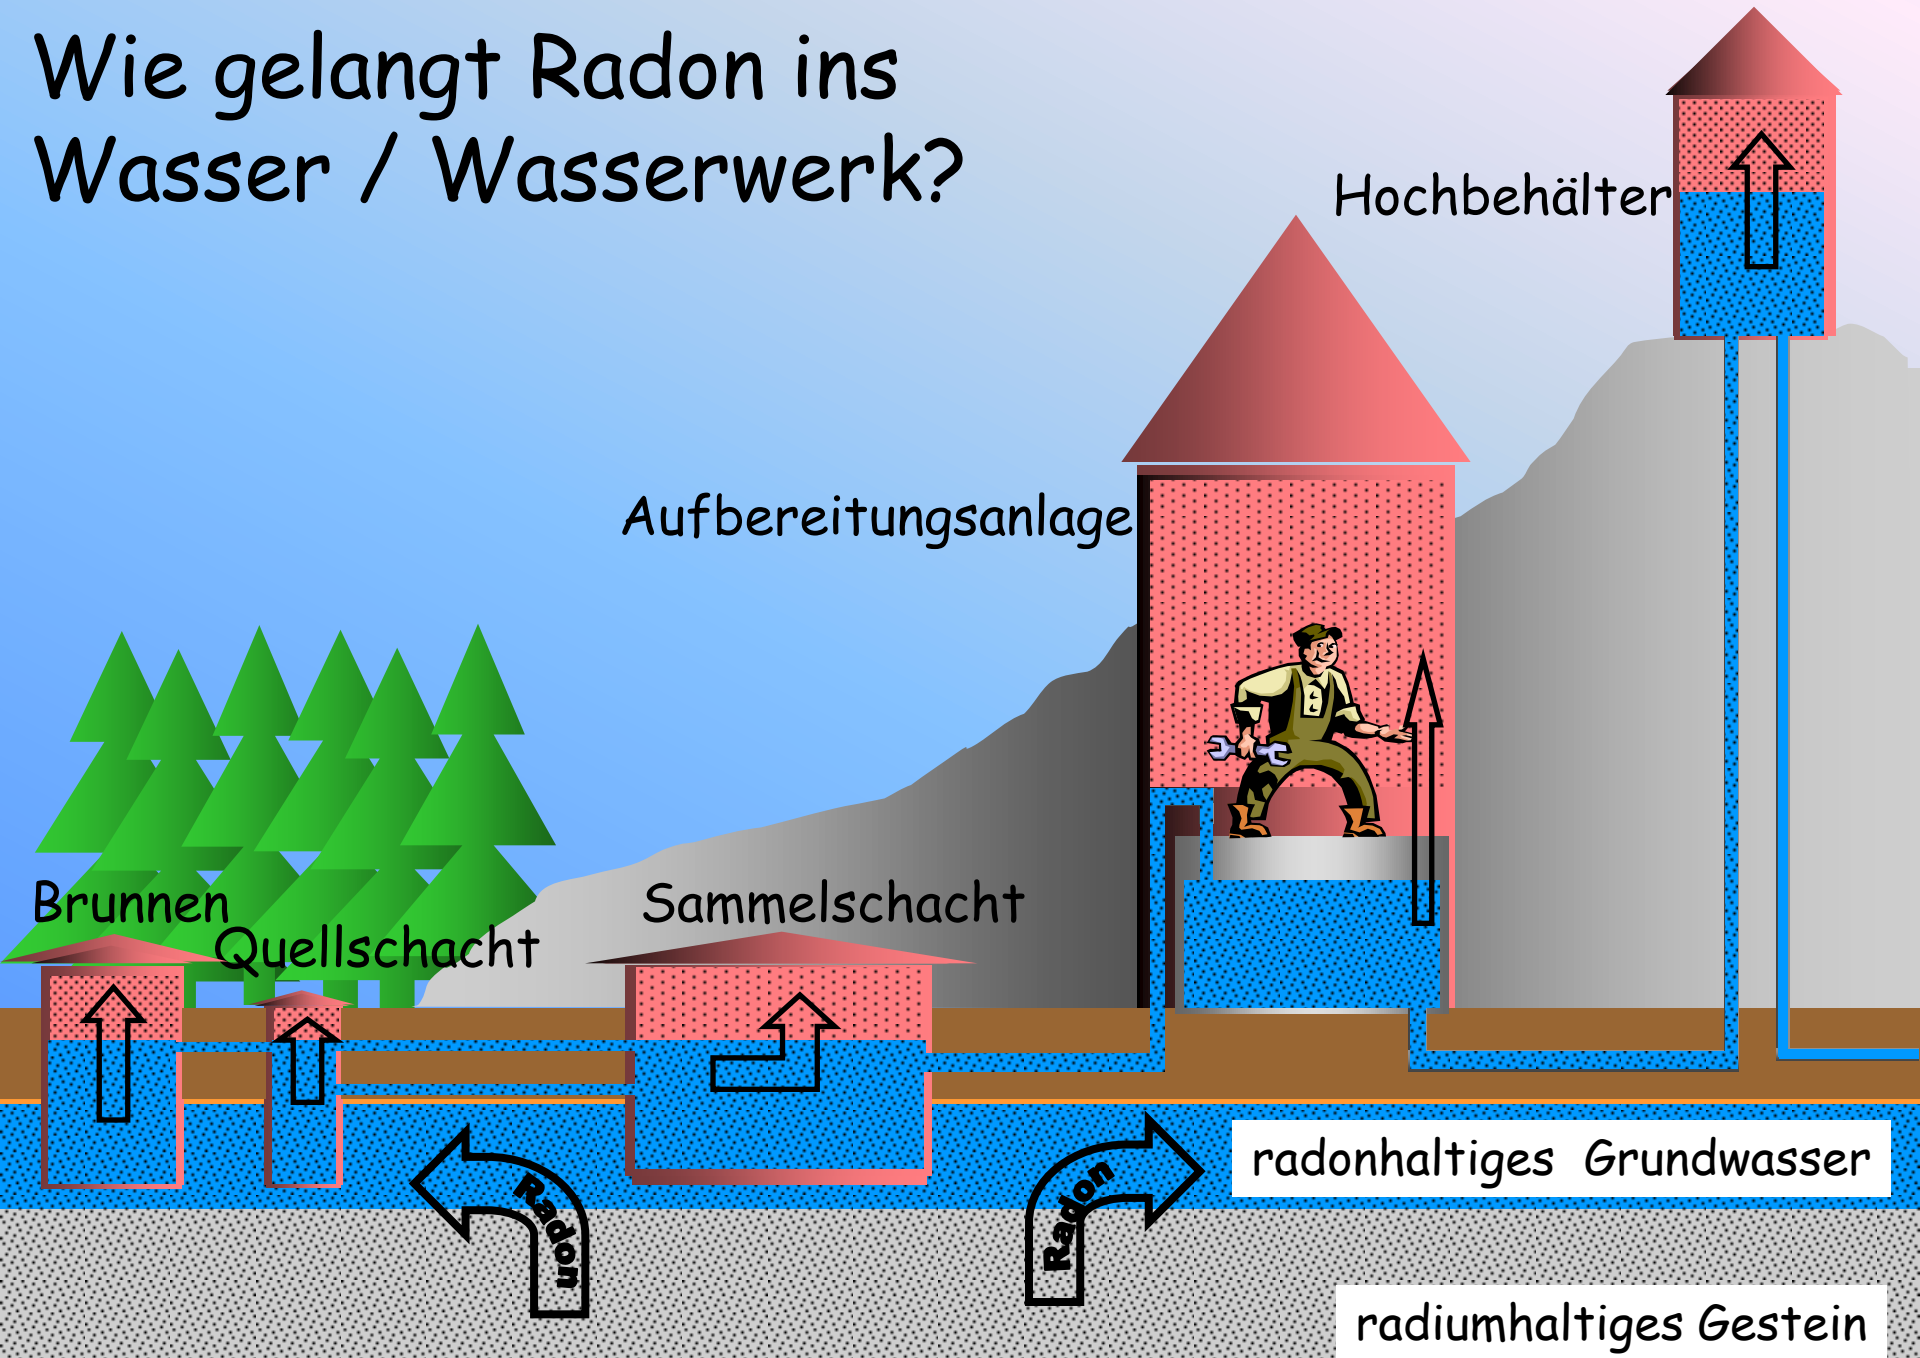 Wie gelangt Radon ins
Wasser / Wasserwerk?
Hochbehälter
Aufbereitungsanlage
Brunnen
Quellschacht
Sammelschacht
Radon
Radon
radonhaltiges Grundwasser
radiumhaltiges Gestein